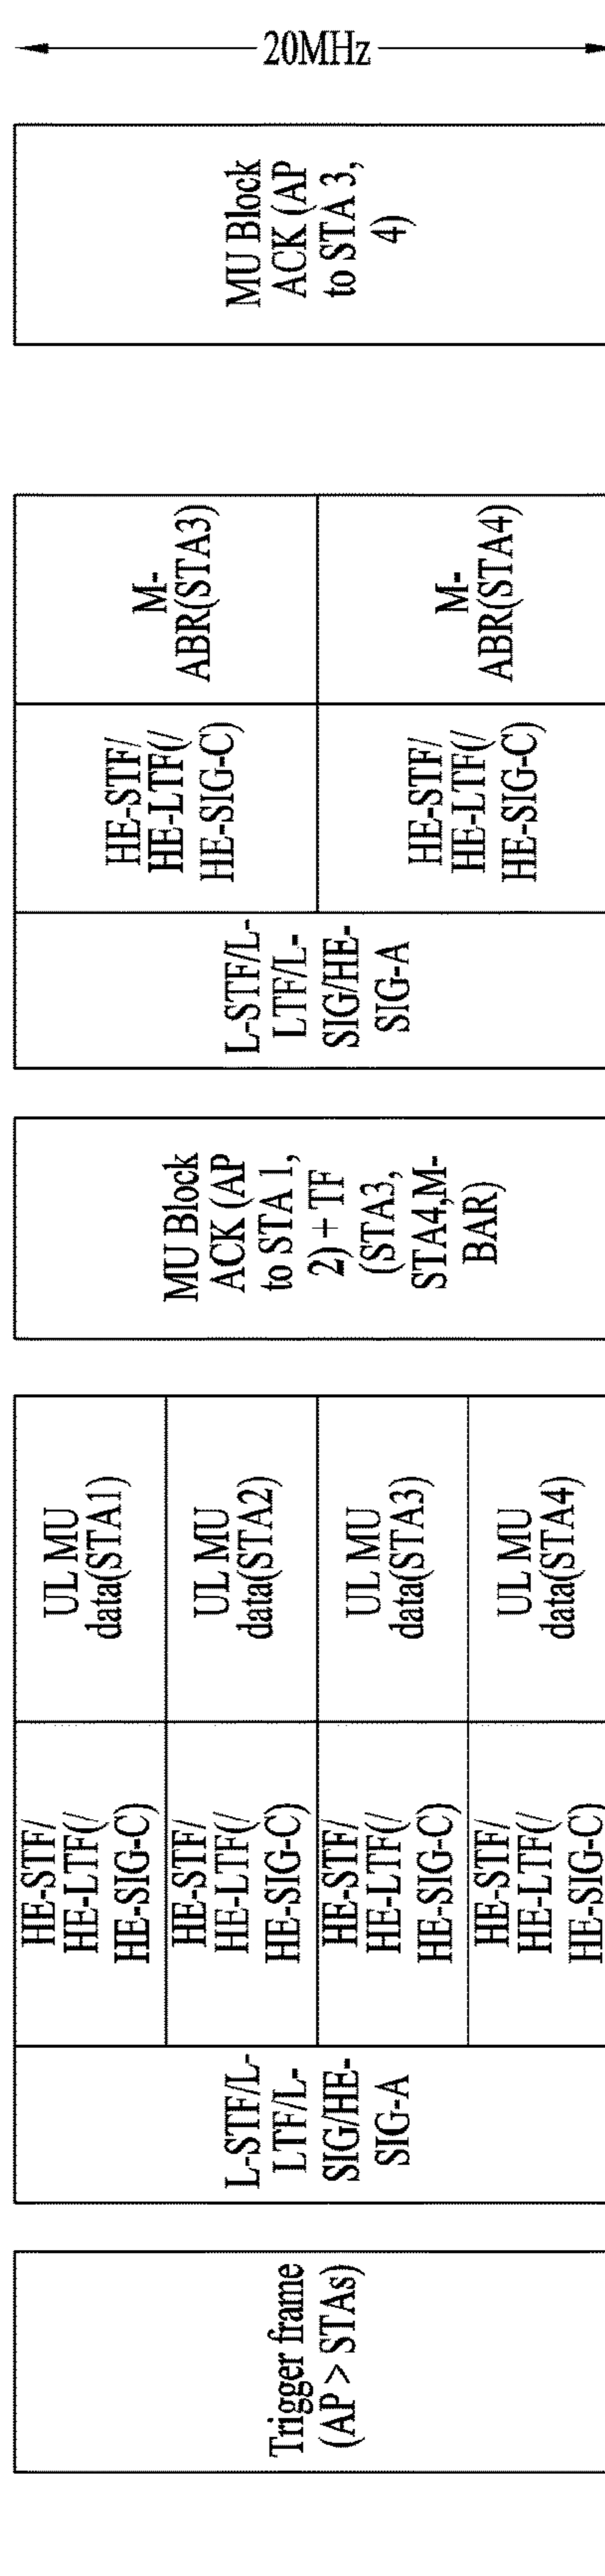 Trigger frame
(AP > STAs)
L-STF/L-
LTF/L-
SIG/HE-
SIG-A
HE-STF/
HE-LTF(/
HE-SIG-C)
UL MU
data(STA1)
HE-STF/
HE-LTF(/
HE-SIG-C)
UL MU
data(STA2)
HE-STF/
HE-LTF(/
HE-SIG-C)
UL MU
data(STA3)
HE-STF/
HE-LTF(/
HE-SIG-C)
UL MU
data(STA4)
MU Block
ACK (AP
to STA 1,
2) + TF
(STA3,
STA4,M-
BAR)
L-STF/L-
LTF/L-
SIG/HE-
SIG-A
HE-STF/
HE-LTF(/
HE-SIG-C)
M-
ABR(STA3)
HE-STF/
HE-LTF(/
HE-SIG-C)
M-
ABR(STA4)
MU Block
ACK (AP
to STA 3,
4)
20MHz